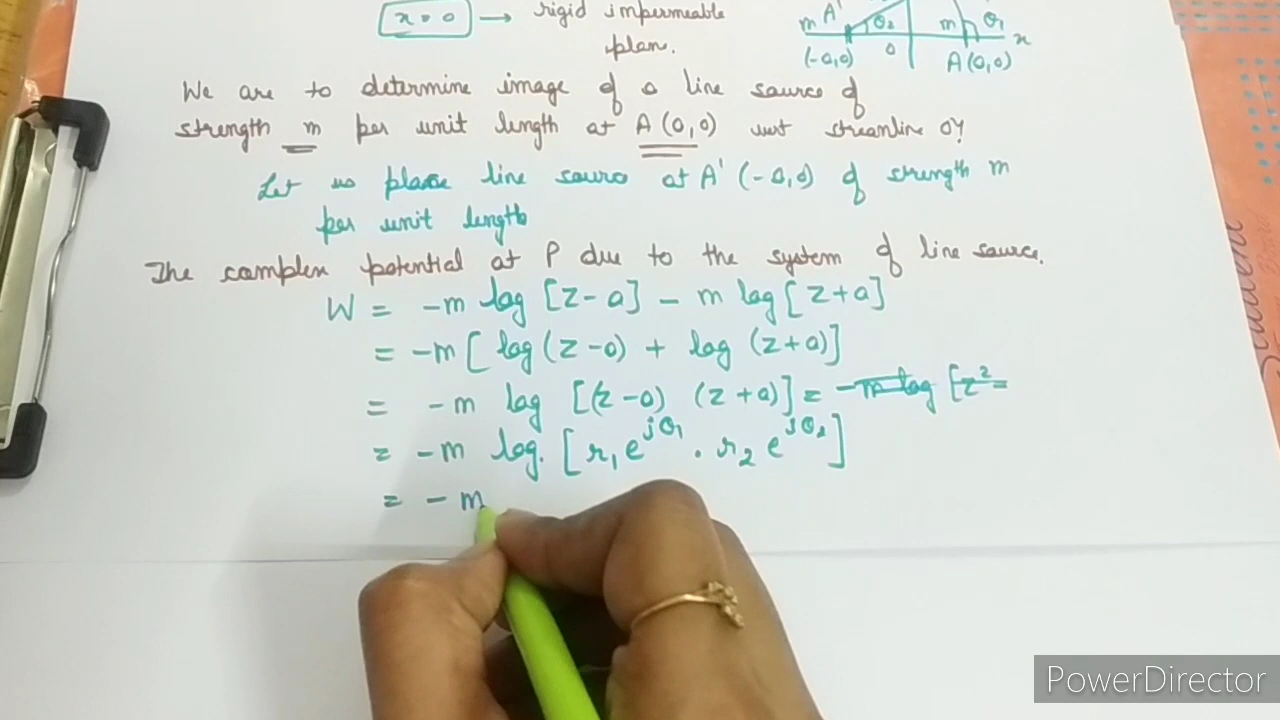 x = 0 → rigid impermeable
plan.
m A' θ2 m θ1 x
(-a,0) 0 A (a,0)
We are to determine image of a line source of
strength m per unit length at A (a,0) wrt streamline OY
Let us place line source at A' (-a,0) of strength m
per unit length
The complex potential at P due to the system of line source.
W = -m log [z-a] - m log [z+a]
= -m [ log (z-a) + log (z+a)]
= -m log [(z-a) (z+a)] = -m log [z² =
= -m log. [r₁e^{iθ₁} . r₂ e^{iθ₂}]
= - m
PowerDirector